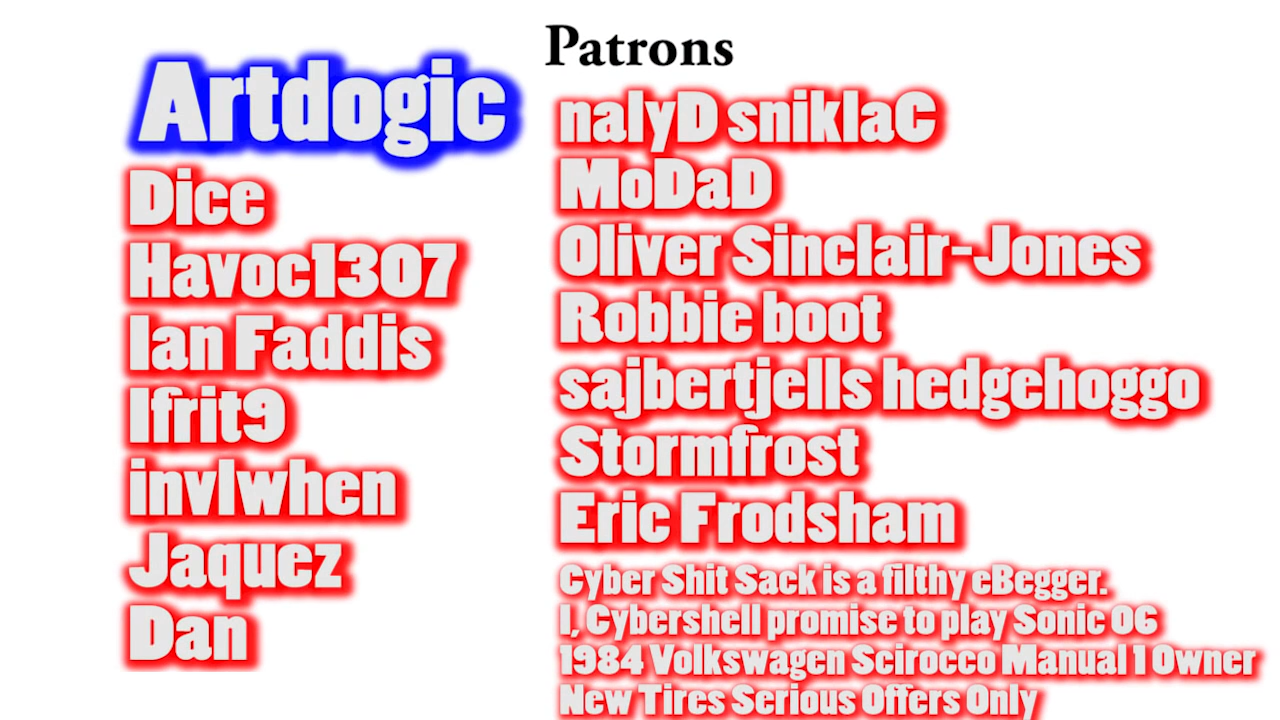 Patrons
Artdogic
Dice
Havoc1307
Ian Faddis
Ifrit9
invlwhen
Jaquez
Dan
nalyD sniklaC
MoDaD
Oliver Sinclair-Jones
Robbie boot
sajbertjells hedgehoggo
Stormfrost
Eric Frodsham
Cyber Shit Sack is a filthy eBegger.
I, Cybershell promise to play Sonic 06
1984 Volkswagen Scirocco Manual 1 Owner
New Tires Serious Offers Only